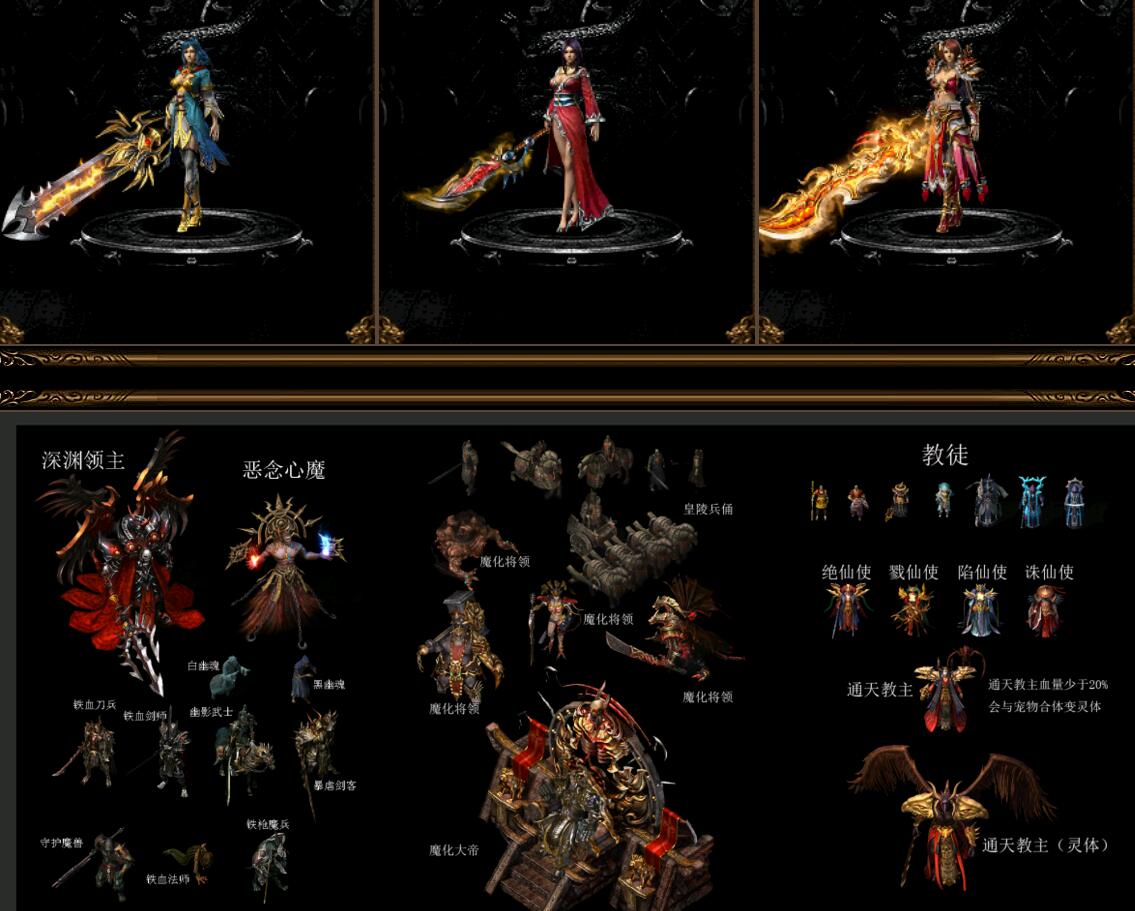 深渊领主
恶念心魔
白幽魂
黑幽魂
铁血刀兵
铁血剑师
幽影武士
暴虐剑客
守护魔兽
铁血法师
铁枪魔兵
皇陵兵俑
魔化将领
魔化将领
魔化将领
魔化将领
魔化大帝
教徒
绝仙使
戮仙使
陷仙使
诛仙使
通天教主
通天教主血量少于20%
会与宠物合体变灵体
通天教主（灵体）